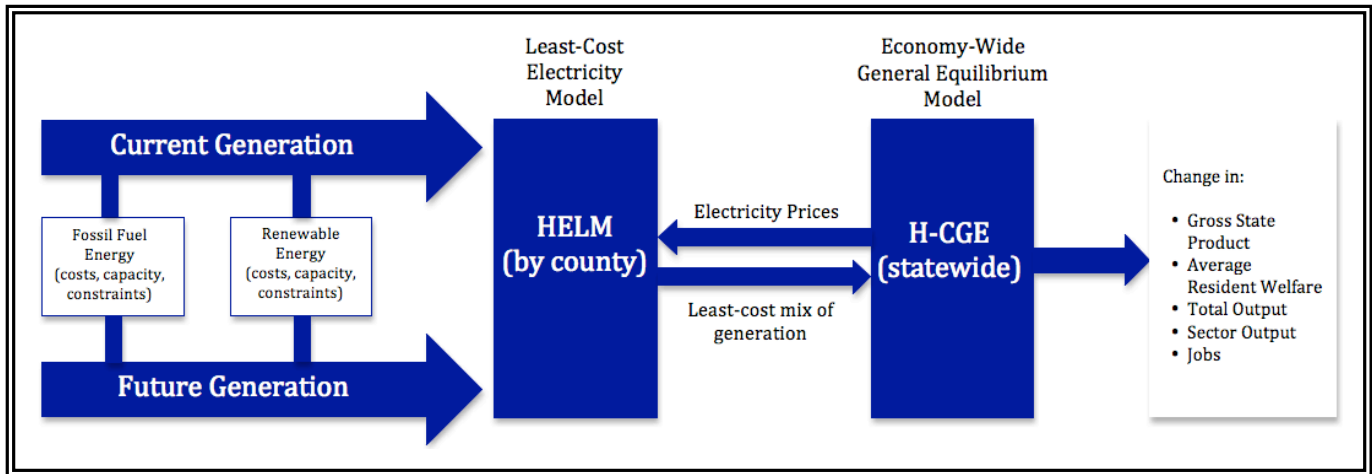 Least-Cost
Electricity
Model
Economy-Wide
General Equilibrium
Model
Current Generation
Fossil Fuel
Energy
(costs, capacity,
constraints)
Renewable
Energy
(costs, capacity,
constraints)
Future Generation
HELM
(by county)
Electricity Prices
Least-cost mix of
generation
H-CGE
(statewide)
Change in:
• Gross State
Product
• Average
Resident Welfare
• Total Output
• Sector Output
• Jobs